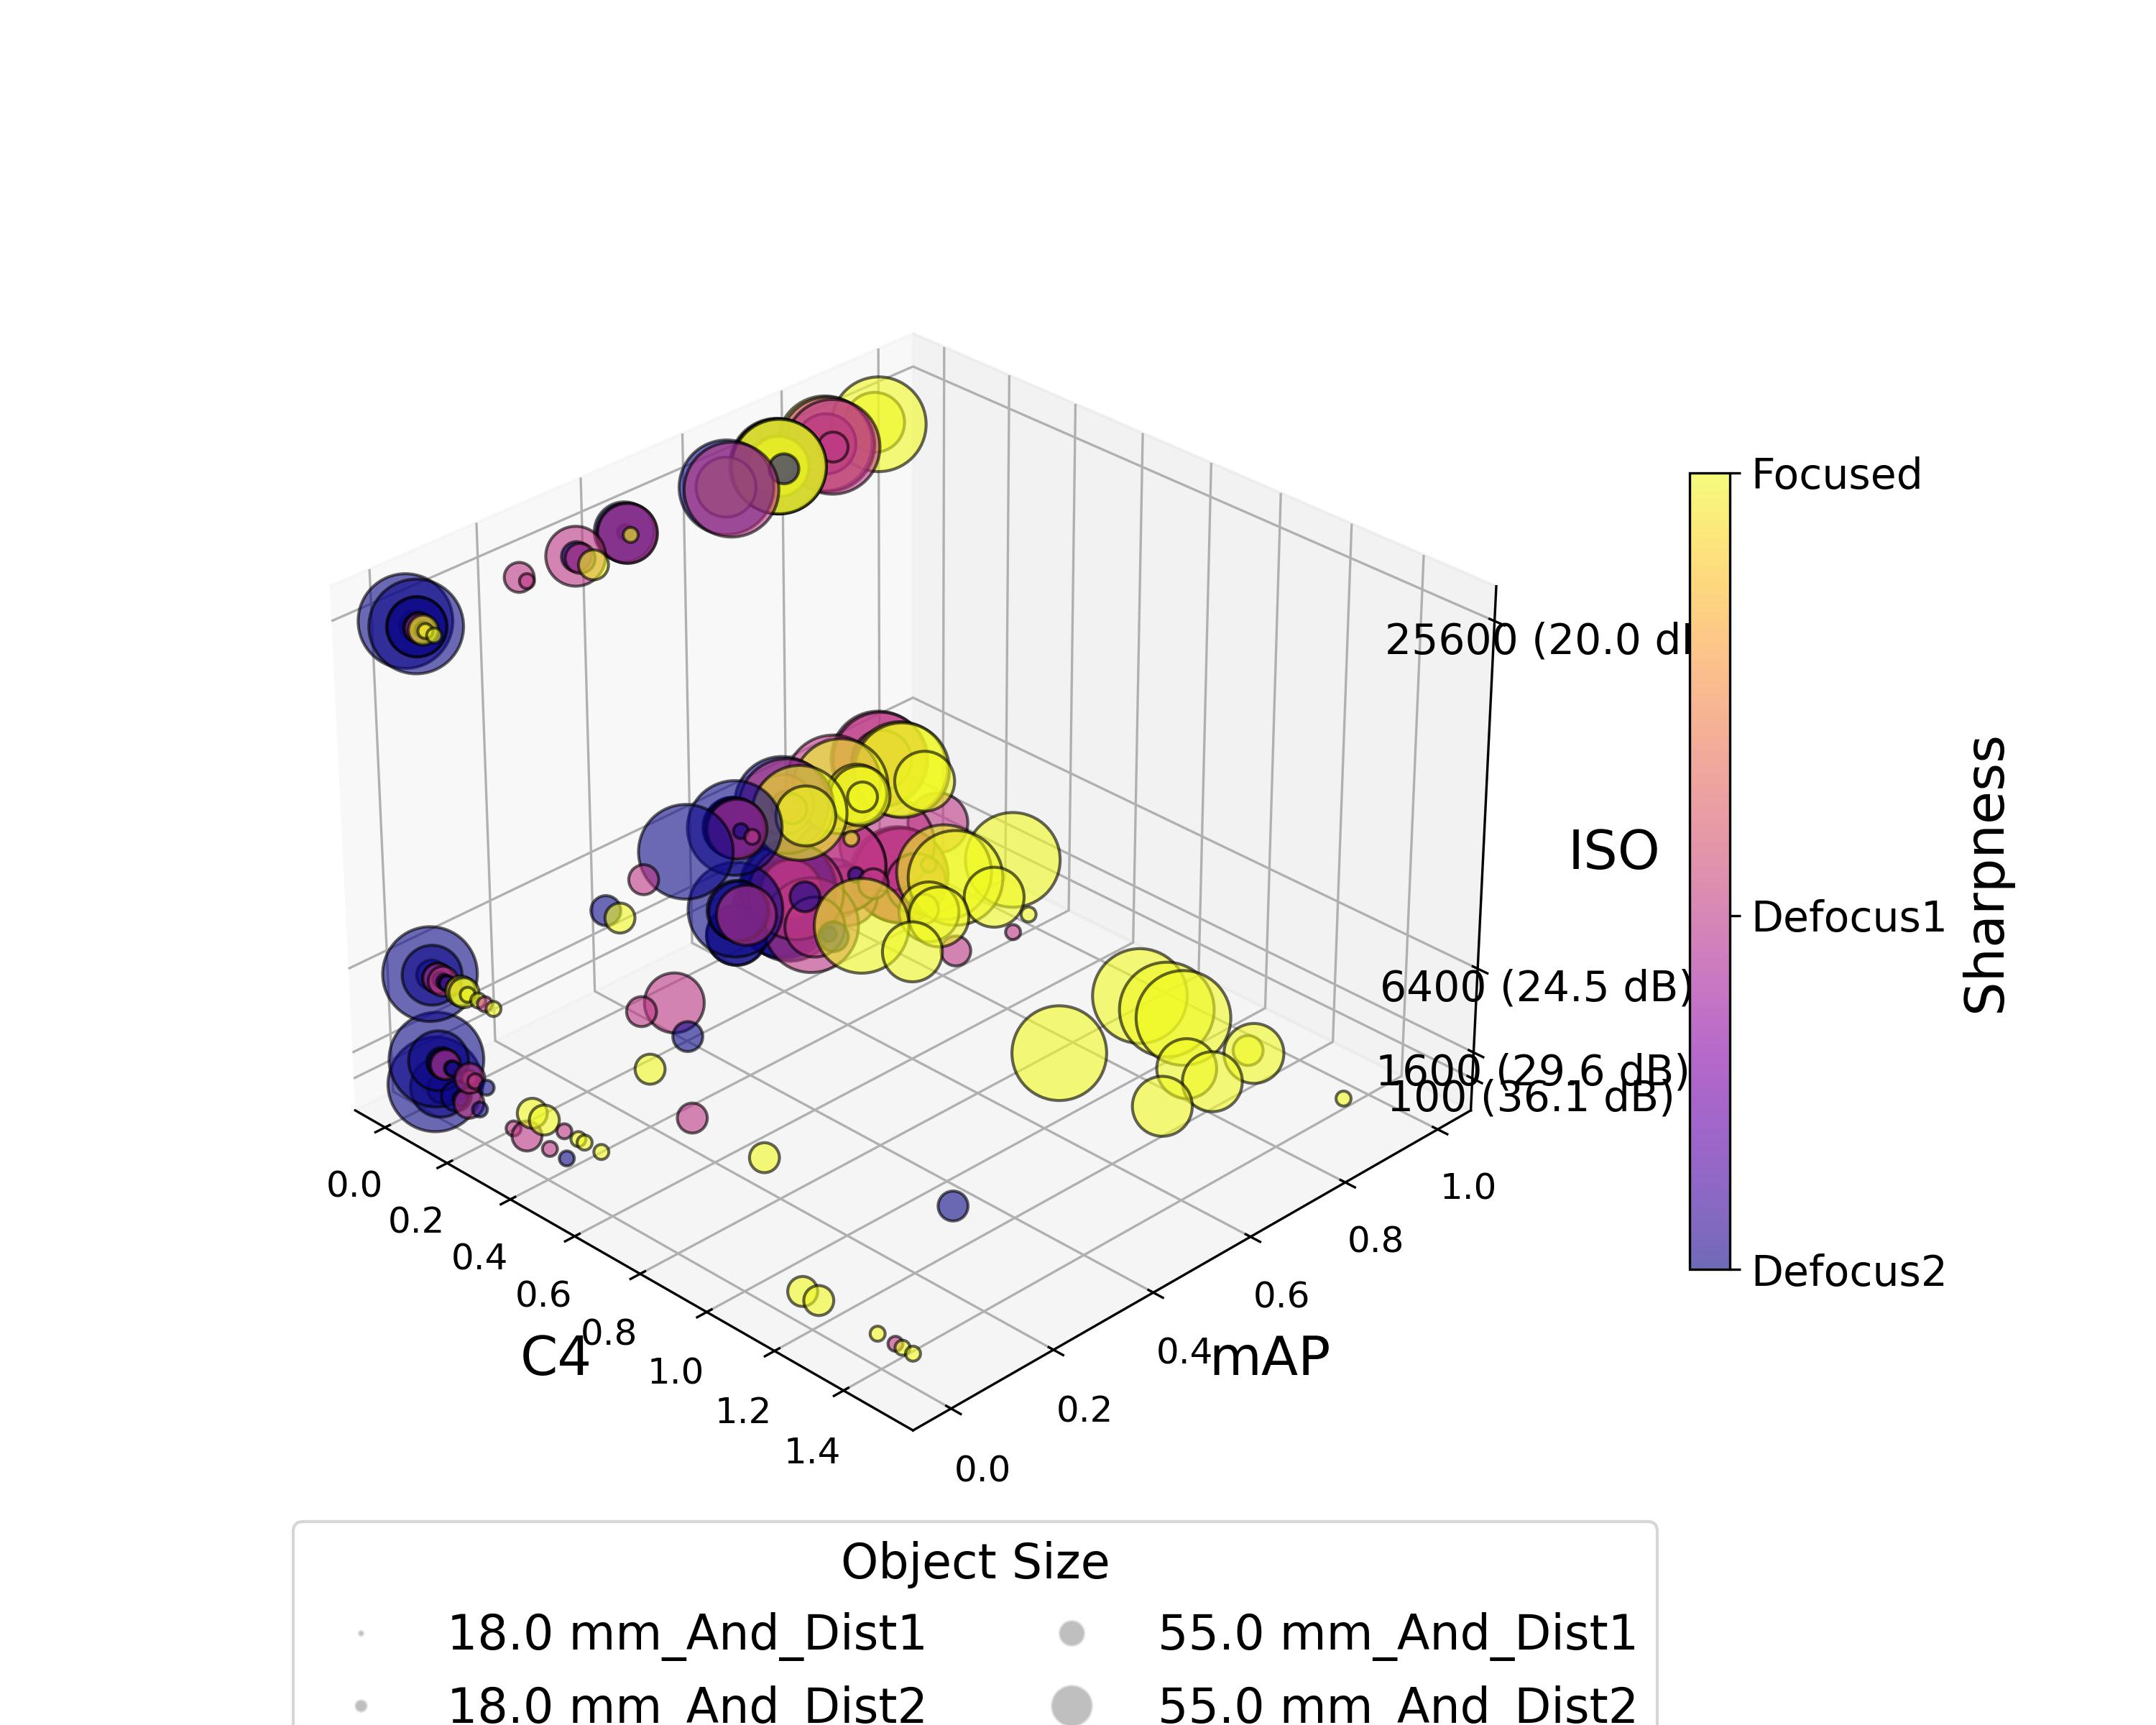 Focused
25600 (20.0 d
ISO
Defocus1
Sharpness
6400 (24.5 dB)
1600 (29.6 dB)
100 (36.1 dB)
Defocus2
0.0
0.2
0.4
0.6
0.8
1.0
1.2
1.4
C4
0.0
0.2
0.4
0.6
0.8
1.0
mAP
Object Size
18.0 mm_And_Dist1
55.0 mm_And_Dist1
18.0 mm_And_Dist2
55.0 mm_And_Dist2